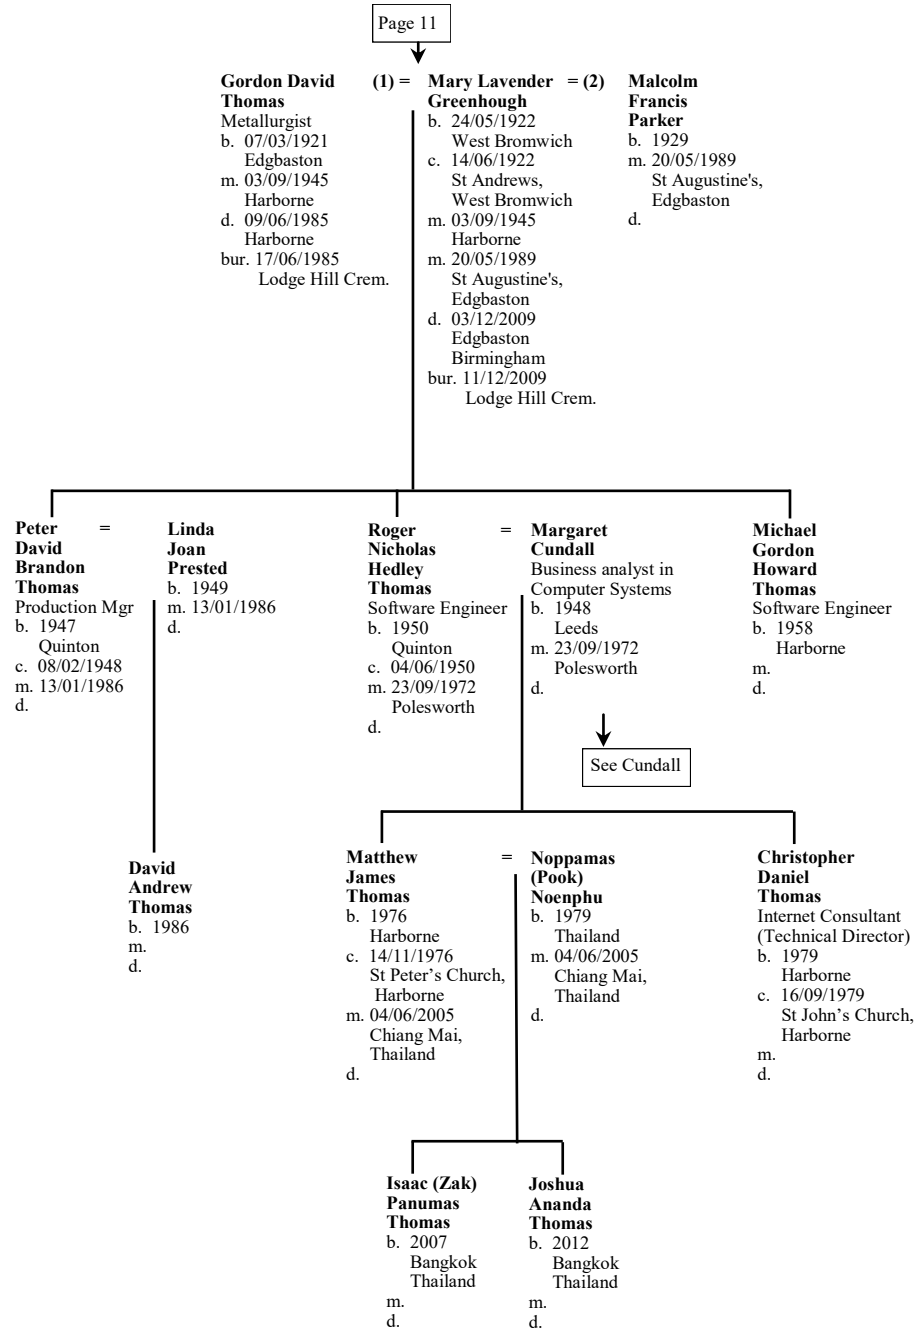 Page 11
Gordon David
Thomas
Metallurgist
b. 07/03/1921
Edgbaston
m. 03/09/1945
Harborne
d. 09/06/1985
Harborne
bur. 17/06/1985
Lodge Hill Crem.
(1) =
Mary Lavender
Greenhough
b. 24/05/1922
West Bromwich
c. 14/06/1922
St Andrews,
West Bromwich
m. 03/09/1945
Harborne
m. 20/05/1989
St Augustine's,
Edgbaston
d. 03/12/2009
Edgbaston
Birmingham
bur. 11/12/2009
Lodge Hill Crem.
= (2)
Malcolm
Francis
Parker
b. 1929
m. 20/05/1989
St Augustine's,
Edgbaston
d.
Peter
David
Brandon
Thomas
Production Mgr
b. 1947
Quinton
c. 08/02/1948
m. 13/01/1986
d.
=
Linda
Joan
Prested
b. 1949
m. 13/01/1986
d.
Roger
Nicholas
Hedley
Thomas
Software Engineer
b. 1950
Quinton
c. 04/06/1950
m. 23/09/1972
Polesworth
d.
=
Margaret
Cundall
Business analyst in
Computer Systems
b. 1948
Leeds
m. 23/09/1972
Polesworth
d.
See Cundall
Michael
Gordon
Howard
Thomas
Software Engineer
b. 1958
Harborne
m.
d.
David
Andrew
Thomas
b. 1986
m.
d.
Matthew
James
Thomas
b. 1976
Harborne
c. 14/11/1976
St Peter’s Church,
Harborne
m. 04/06/2005
Chiang Mai,
Thailand
d.
=
Noppamas
(Pook)
Noenphu
b. 1979
Thailand
m. 04/06/2005
Chiang Mai,
Thailand
d.
Christopher
Daniel
Thomas
Internet Consultant
(Technical Director)
b. 1979
Harborne
c. 16/09/1979
St John’s Church,
Harborne
m.
d.
Isaac (Zak)
Panumas
Thomas
b. 2007
Bangkok
Thailand
m.
d.
Joshua
Ananda
Thomas
b. 2012
Bangkok
Thailand
m.
d.